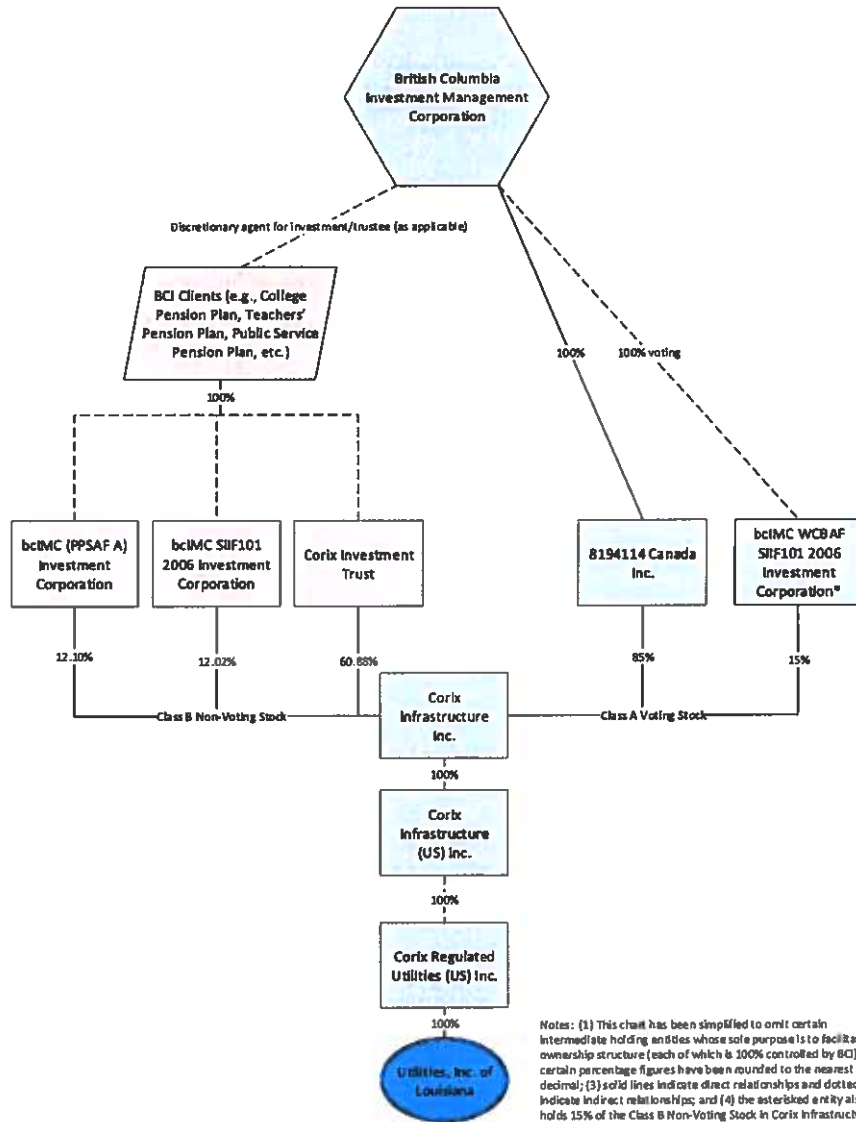 British Columbia
Investment Management
Corporation
Discretionary agent for investment/trustee (as applicable)
BCI Clients (e.g., College
Pension Plan, Teachers'
Pension Plan, Public Service
Pension Plan, etc.)
100%
100%
100% voting
bcIMC (PPSAF A)
Investment
Corporation
bcIMC SIIF101
2006 Investment
Corporation
Corix Investment
Trust
8194114 Canada
Inc.
bcIMC WCBAF
SIIF101 2006
Investment
Corporation*
12.10%
12.02%
60.88%
85%
15%
Class B Non-Voting Stock
Class A Voting Stock
Corix
Infrastructure
Inc.
100%
Corix
Infrastructure
(US) Inc.
100%
Corix Regulated
Utilities (US) Inc.
100%
Utilities, Inc. of
Louisiana
Notes: (1) This chart has been simplified to omit certain
intermediate holding entities whose sole purpose is to facilita
ownership structure (each of which is 100% controlled by BCI)
certain percentage figures have been rounded to the nearest
decimal; (3) solid lines indicate direct relationships and dotted
indicate indirect relationships; and (4) the asterisked entity al
holds 15% of the Class B Non-Voting Stock in Corix Infrastruct